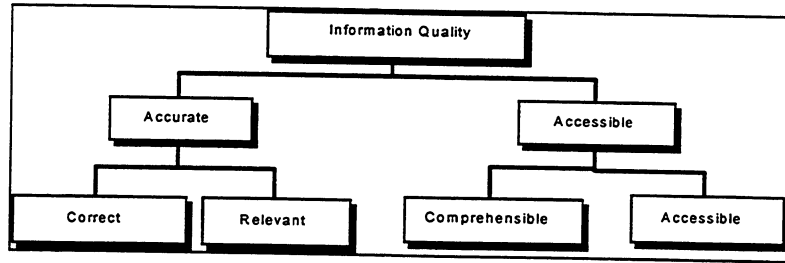 Information Quality
Accurate
Accessible
Correct
Relevant
Comprehensible
Accessible